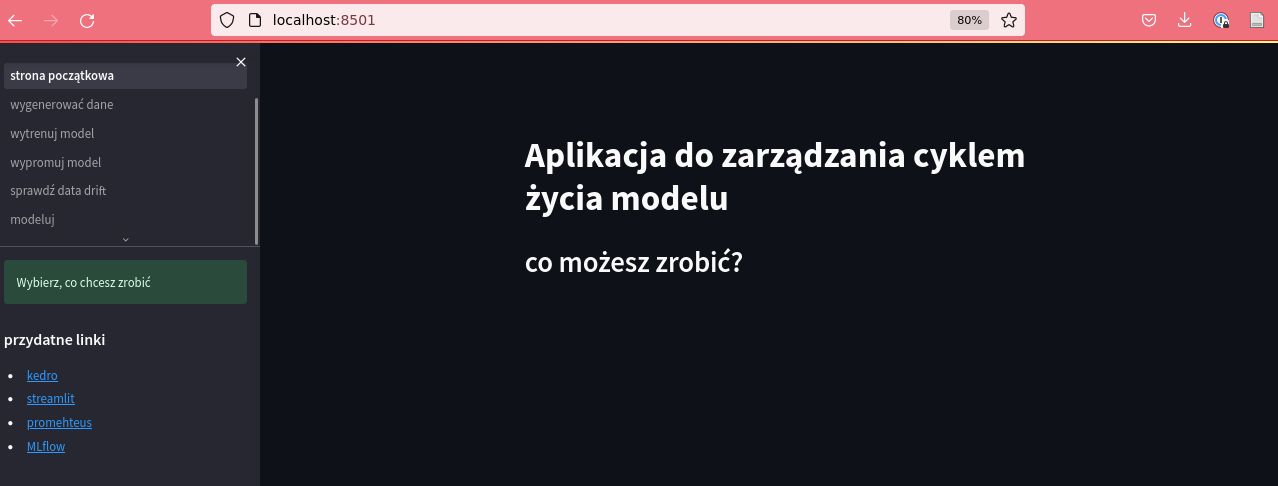 localhost:8501
80%
strona początkowa
wygenerować dane
wytrenuj model
wypromuj model
sprawdź data drift
modeluj
Wybierz, co chcesz zrobić
przydatne linki
kedro
streamlit
promehteus
MLflow
Aplikacja do zarządzania cyklem
życia modelu
co możesz zrobić?